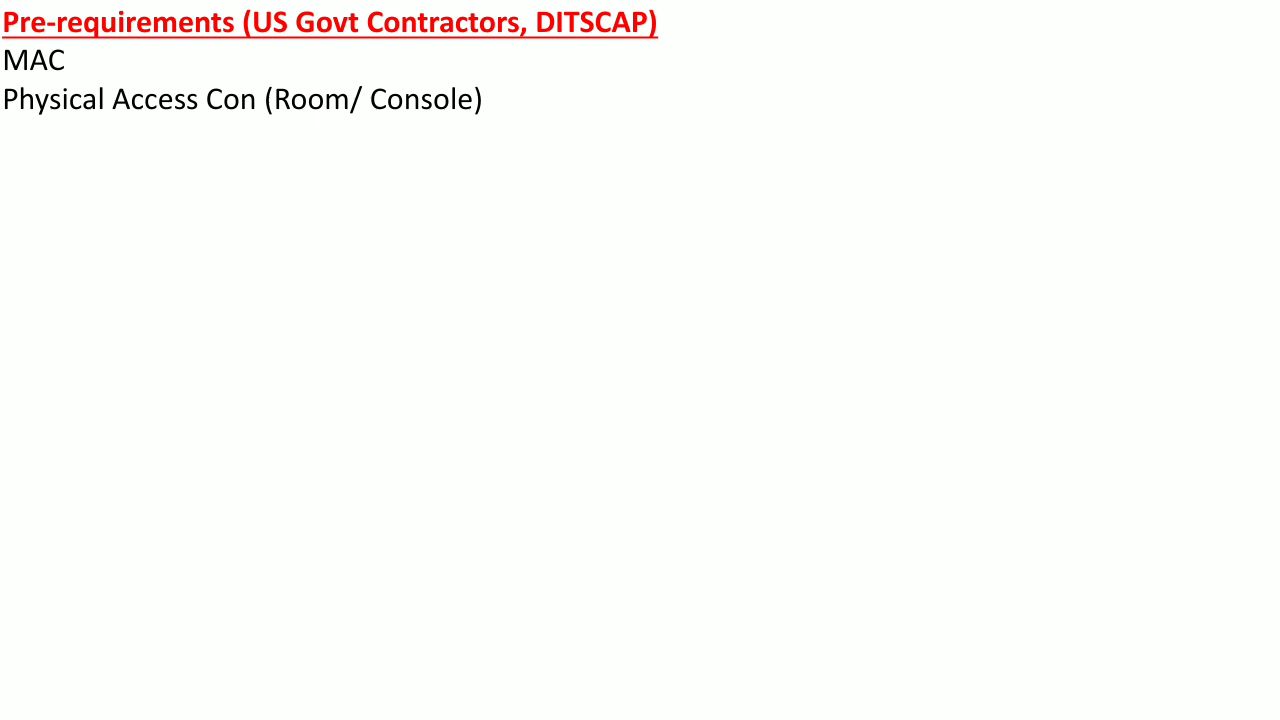 Pre-requirements (US Govt Contractors, DITSCAP)
MAC
Physical Access Con (Room/ Console)